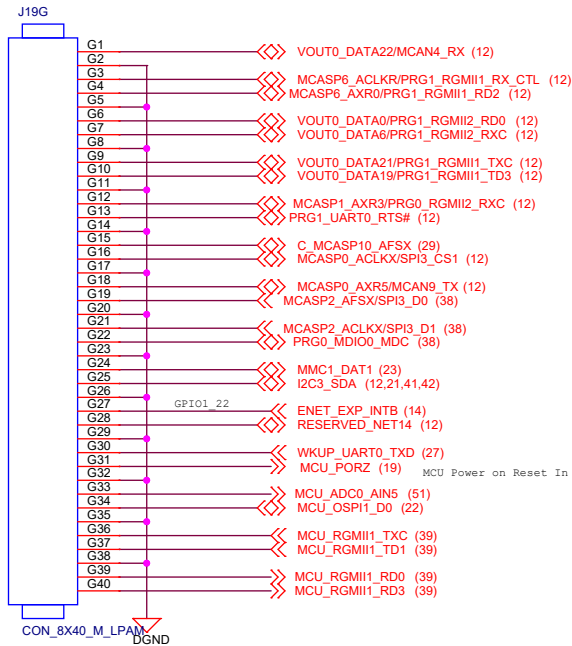 J19G
G1 VOUT0_DATA22/MCAN4_RX (12)
G2
G3 MCASP6_ACLKR/PRG1_RGMII1_RX_CTL (12)
G4 MCASP6_AXR0/PRG1_RGMII1_RD2 (12)
G5
G6 VOUT0_DATA0/PRG1_RGMII2_RD0 (12)
G7 VOUT0_DATA6/PRG1_RGMII2_RXC (12)
G8
G9 VOUT0_DATA21/PRG1_RGMII1_TXC (12)
G10 VOUT0_DATA19/PRG1_RGMII1_TD3 (12)
G11
G12 MCASP1_AXR3/PRG0_RGMII2_RXC (12)
G13 PRG1_UART0_RTS# (12)
G14
G15 C_MCASP10_AFSX (29)
G16 MCASP0_ACLKX/SPI3_CS1 (12)
G17
G18 MCASP0_AXR5/MCAN9_TX (12)
G19 MCASP2_AFSX/SPI3_D0 (38)
G20
G21 MCASP2_ACLKX/SPI3_D1 (38)
G22 PRG0_MDIO0_MDC (38)
G23
G24 MMC1_DAT1 (23)
G25 I2C3_SDA (12,21,41,42)
G26
G27 GPIO1_22 ENET_EXP_INTB (14)
G28 RESERVED_NET14 (12)
G29
G30 WKUP_UART0_TXD (27)
G31 MCU_PORZ (19) MCU Power on Reset In
G32
G33 MCU_ADC0_AIN5 (51)
G34 MCU_OSPI1_D0 (22)
G35
G36 MCU_RGMII1_TXC (39)
G37 MCU_RGMII1_TD1 (39)
G38
G39 MCU_RGMII1_RD0 (39)
G40 MCU_RGMII1_RD3 (39)
CON_8X40_M_LPAM
DGND